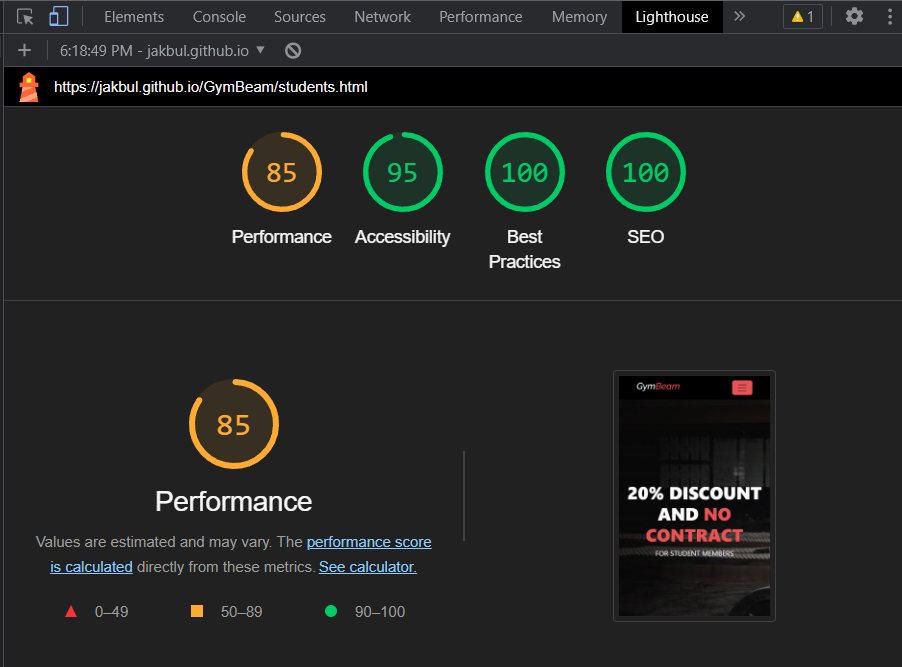 Elements Console Sources Network Performance Memory Lighthouse » 1
+ 6:18:49 PM - jakbul.github.io ▼
https://jakbul.github.io/GymBeam/students.html
85 95 100 100
Performance Accessibility Best Practices SEO
85
Performance
Values are estimated and may vary. The performance score
is calculated directly from these metrics. See calculator.
0–49 50–89 90–100
GymBeam
20% DISCOUNT
AND NO
CONTRACT
FOR STUDENT MEMBERS